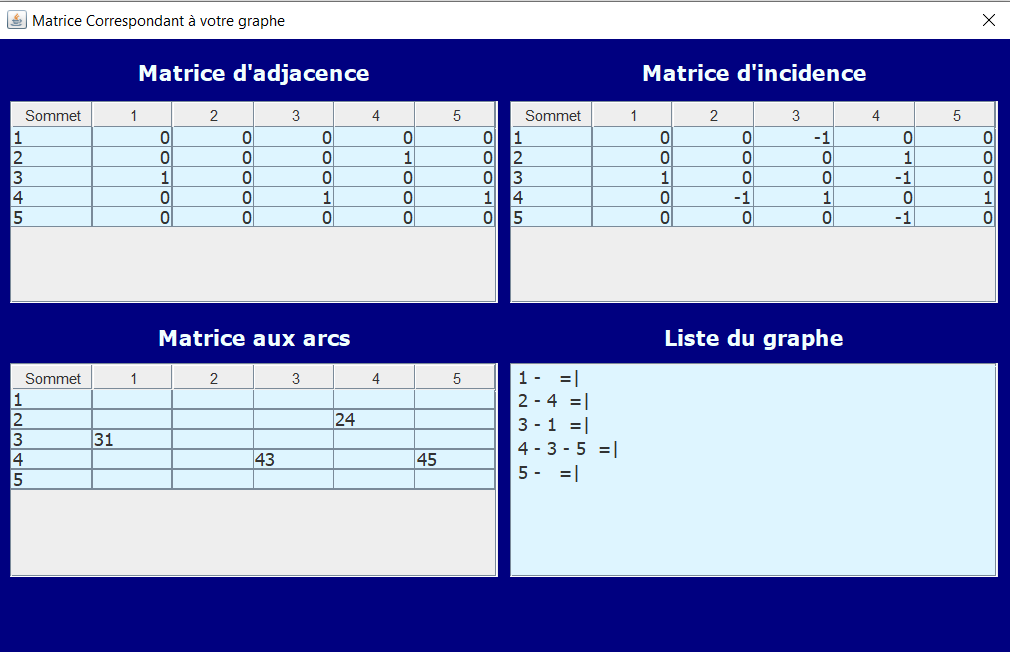 Matrice Correspondant à votre graphe
Matrice d'adjacence
Sommet 1 2 3 4 5
1 0 0 0 0 0
2 0 0 0 1 0
3 1 0 0 0 0
4 0 0 1 0 1
5 0 0 0 0 0
Matrice d'incidence
Sommet 1 2 3 4 5
1 0 0 -1 0 0
2 0 0 0 1 0
3 1 0 0 -1 0
4 0 -1 1 0 1
5 0 0 0 -1 0
Matrice aux arcs
Sommet 1 2 3 4 5
1
2 24
3 31
4 43 45
5
Liste du graphe
1 - =|
2 - 4 =|
3 - 1 =|
4 - 3 - 5 =|
5 - =|